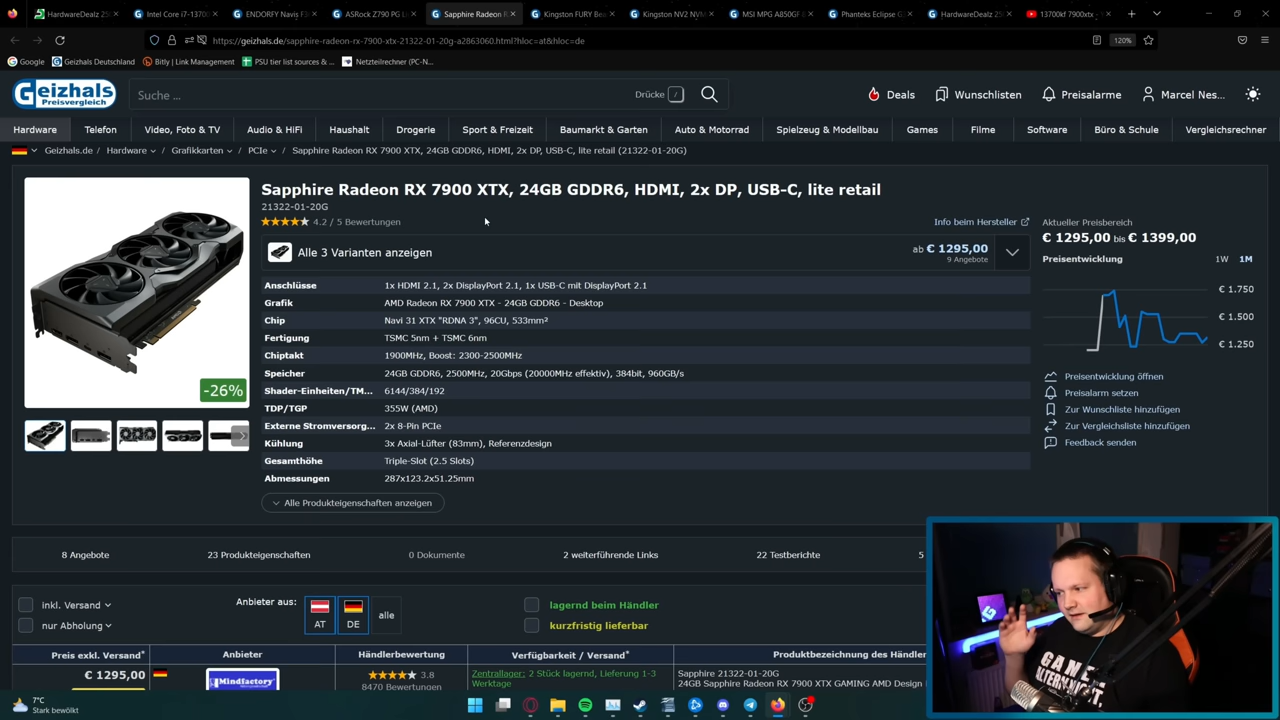 HardwareDealz 250
Intel Core i7-13700
ENDORFY Navis F3
ASRock Z790 PG L
Sapphire Radeon R
Kingston FURY Bea
Kingston NV2 NVM
MSI MPG A850GF
Phanteks Eclipse G
HardwareDealz 25
13700kf 7900xtx -
https://geizhals.de/sapphire-radeon-rx-7900-xtx-21322-01-20g-a2863060.html?hloc=at&hloc=de
120%
Google
Geizhals Deutschland
Bitly | Link Management
PSU tier list sources & ...
Netzteilrechner (PC-N...
Geizhals
Preisvergleich
Suche ...
Drücke /
Deals
Wunschlisten
Preisalarme
Marcel Nes...
Hardware
Telefon
Video, Foto & TV
Audio & HiFi
Haushalt
Drogerie
Sport & Freizeit
Baumarkt & Garten
Auto & Motorrad
Spielzeug & Modellbau
Games
Filme
Software
Büro & Schule
Vergleichsrechner
Geizhals.de / Hardware / Grafikkarten / PCIe / Sapphire Radeon RX 7900 XTX, 24GB GDDR6, HDMI, 2x DP, USB-C, lite retail (21322-01-20G)
Sapphire Radeon RX 7900 XTX, 24GB GDDR6, HDMI, 2x DP, USB-C, lite retail
21322-01-20G
4.2 / 5 Bewertungen
Info beim Hersteller
Alle 3 Varianten anzeigen
ab € 1295,00
9 Angebote
Anschlüsse 1x HDMI 2.1, 2x DisplayPort 2.1, 1x USB-C mit DisplayPort 2.1
Grafik AMD Radeon RX 7900 XTX - 24GB GDDR6 - Desktop
Chip Navi 31 XTX "RDNA 3", 96CU, 533mm²
Fertigung TSMC 5nm + TSMC 6nm
Chiptakt 1900MHz, Boost: 2300-2500MHz
Speicher 24GB GDDR6, 2500MHz, 20Gbps (20000MHz effektiv), 384bit, 960GB/s
Shader-Einheiten/TM... 6144/384/192
TDP/TGP 355W (AMD)
Externe Stromversorg... 2x 8-Pin PCIe
Kühlung 3x Axial-Lüfter (83mm), Referenzdesign
Gesamthöhe Triple-Slot (2.5 Slots)
Abmessungen 287x123.2x51.25mm
Alle Produkteigenschaften anzeigen
-26%
Aktueller Preisbereich
€ 1295,00 bis € 1399,00
Preisentwicklung
1W
1M
€ 1.750
€ 1.500
€ 1.250
Preisentwicklung öffnen
Preisalarm setzen
Zur Wunschliste hinzufügen
Zur Vergleichsliste hinzufügen
Feedback senden
8 Angebote
23 Produkteigenschaften
0 Dokumente
2 weiterführende Links
22 Testberichte
5
inkl. Versand
nur Abholung
Anbieter aus:
AT
DE
alle
lagernd beim Händler
kurzfristig lieferbar
Preis exkl. Versand*
Anbieter
Händlerbewertung
Verfügbarkeit / Versand*
Produktbezeichnung des Händler
€ 1295,00
Mindfactory
3.8
8470 Bewertungen
Zentrallager: 2 Stück lagernd, Lieferung 1-3
Werktage
Sapphire 21322-01-20G
24GB Sapphire Radeon RX 7900 XTX GAMING AMD Design
7°C
Stark bewölkt